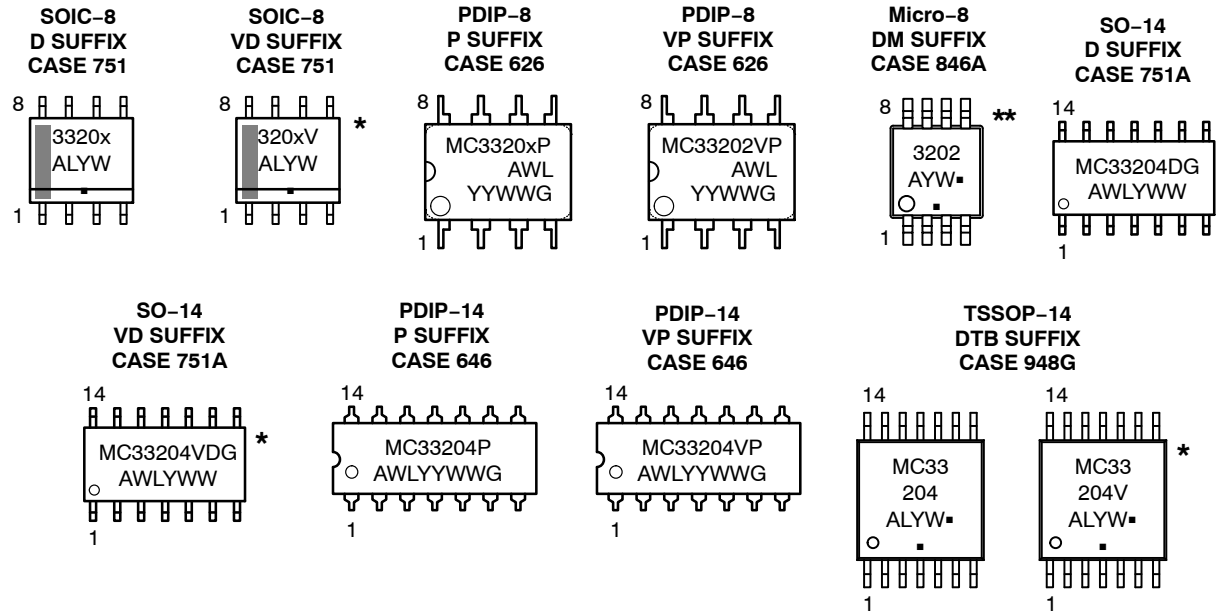 SOIC−8
D SUFFIX
CASE 751
8
3320x
ALYW
1
SOIC−8
VD SUFFIX
CASE 751
8
320xV
ALYW
*
1
PDIP−8
P SUFFIX
CASE 626
8
MC3320xP
AWL
YYWWG
1
PDIP−8
VP SUFFIX
CASE 626
8
MC33202VP
AWL
YYWWG
1
Micro−8
DM SUFFIX
CASE 846A
8
**
3202
AYW▪
▪
1
SO−14
D SUFFIX
CASE 751A
14
MC33204DG
AWLYWW
1
SO−14
VD SUFFIX
CASE 751A
14
*
MC33204VDG
AWLYWW
1
PDIP−14
P SUFFIX
CASE 646
14
MC33204P
AWLYYWWG
1
PDIP−14
VP SUFFIX
CASE 646
14
MC33204VP
AWLYYWWG
1
TSSOP−14
DTB SUFFIX
CASE 948G
14
MC33
204
ALYW▪
▪
1
14
*
MC33
204V
ALYW▪
▪
1